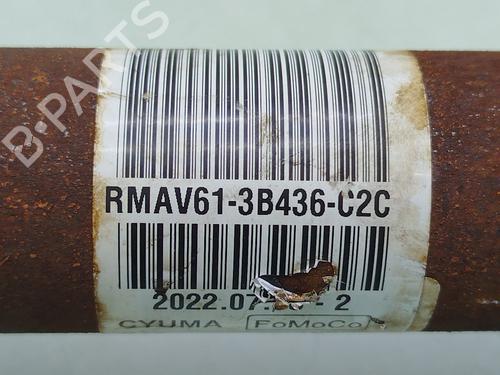 B-PARTS
RMAV61-3B436-C2C
2022.07. - 2
CYUMA FoMoCo